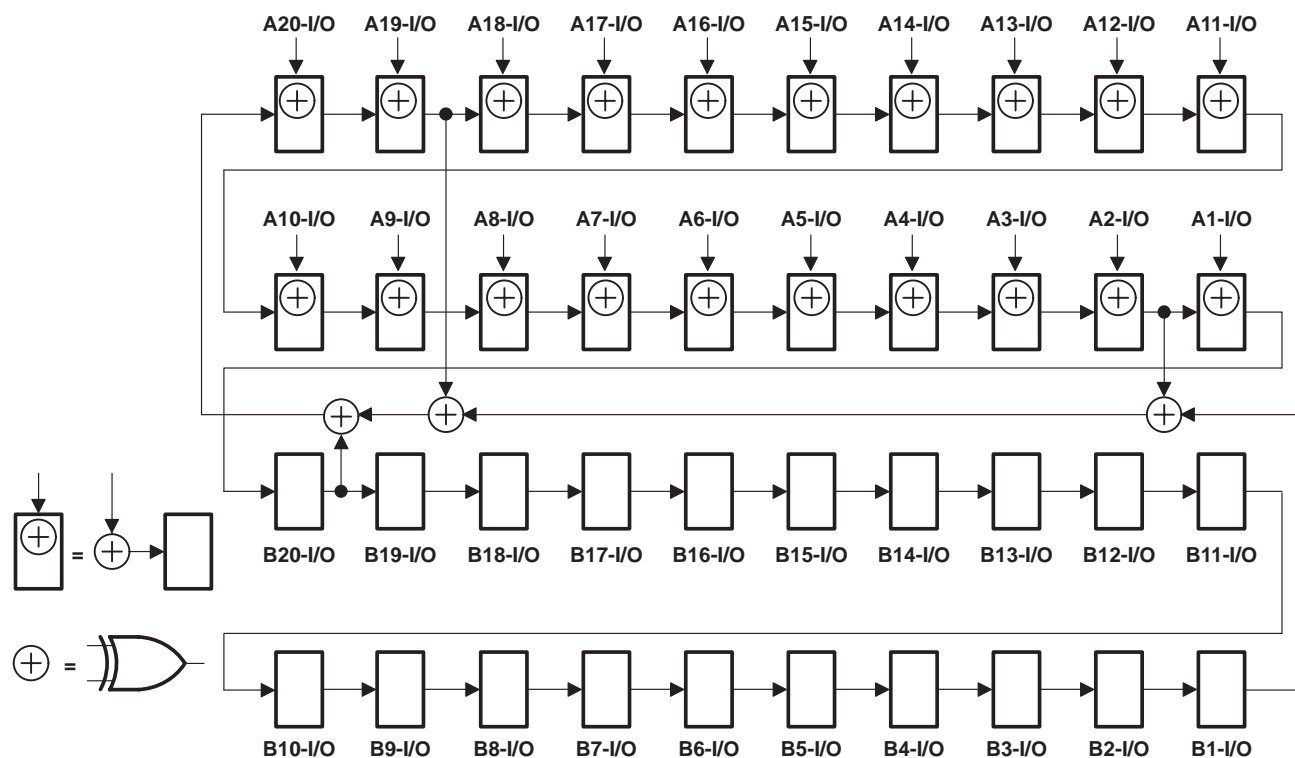 A20-I/O A19-I/O A18-I/O A17-I/O A16-I/O A15-I/O A14-I/O A13-I/O A12-I/O A11-I/O
A10-I/O A9-I/O A8-I/O A7-I/O A6-I/O A5-I/O A4-I/O A3-I/O A2-I/O A1-I/O
B20-I/O B19-I/O B18-I/O B17-I/O B16-I/O B15-I/O B14-I/O B13-I/O B12-I/O B11-I/O
=
=
B10-I/O B9-I/O B8-I/O B7-I/O B6-I/O B5-I/O B4-I/O B3-I/O B2-I/O B1-I/O